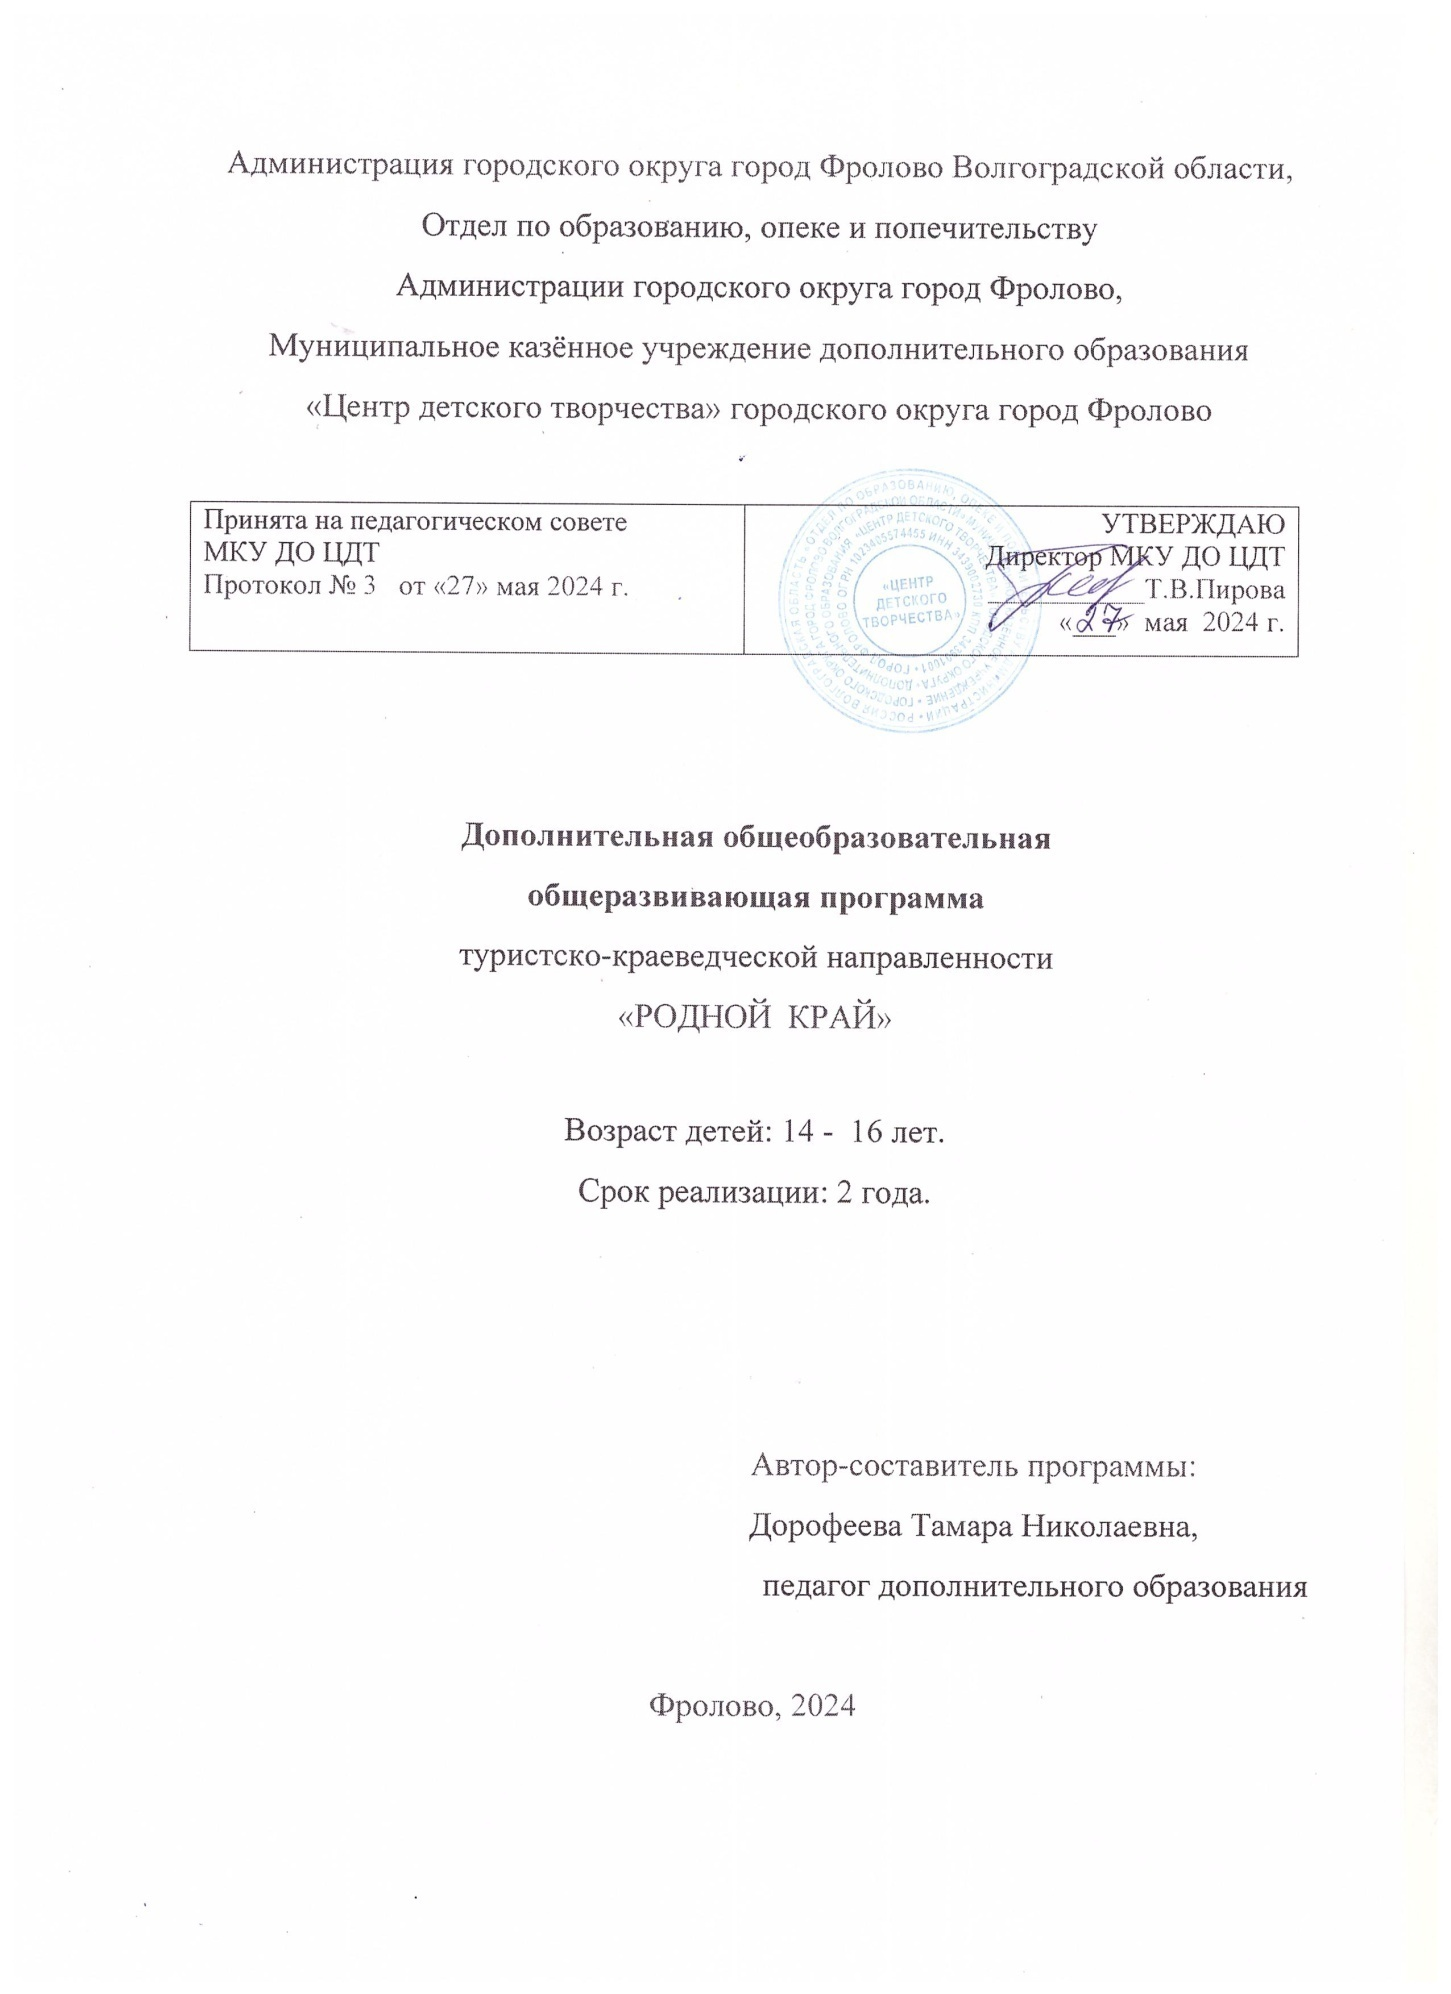 Администрация городского округа город Фролово Волгоградской области,
Отдел по образованию, опеке и попечительству
Администрации городского округа город Фролово,
Муниципальное казённое учреждение дополнительного образования
«Центр детского творчества» городского округа город Фролово
Принята на педагогическом совете
МКУ ДО ЦДТ
Протокол № 3 от «27» мая 2024 г.
УТВЕРЖДАЮ
Директор МКУ ДО ЦДТ
Т.В.Пирова
«27» мая 2024 г.
«ЦЕНТР
ДЕТСКОГО
ТВОРЧЕСТВА»
Дополнительная общеобразовательная
общеразвивающая программа
туристско-краеведческой направленности
«РОДНОЙ КРАЙ»
Возраст детей: 14 - 16 лет.
Срок реализации: 2 года.
Автор-составитель программы:
Дорофеева Тамара Николаевна,
педагог дополнительного образования
Фролово, 2024